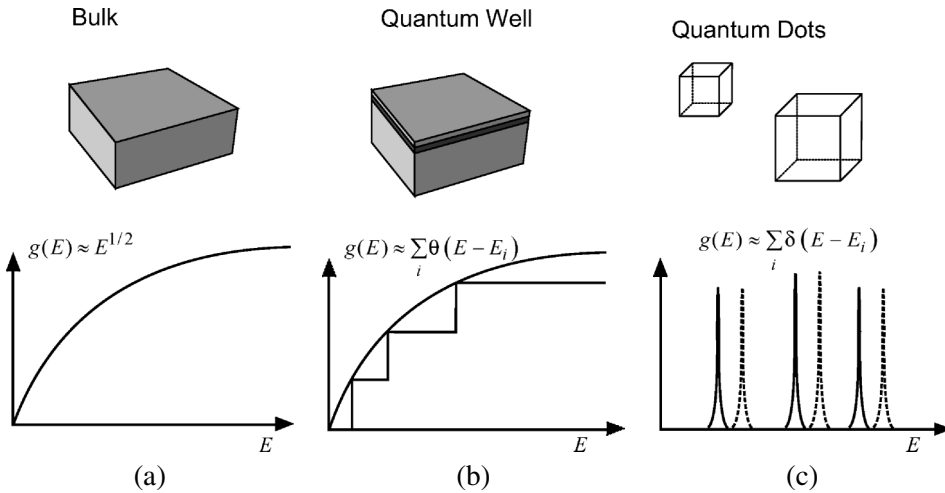 Bulk
Quantum Well
Quantum Dots
g(E) ≈ E^{1/2}
g(E) ≈ ∑_i θ(E − E_i)
g(E) ≈ ∑_i δ(E − E_i)
E
E
E
(a)
(b)
(c)